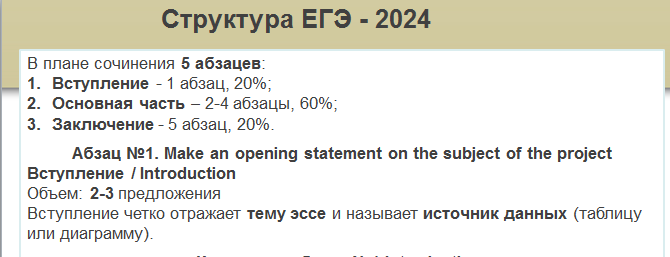 Структура ЕГЭ - 2024
В плане сочинения 5 абзацев:
1. Вступление - 1 абзац, 20%;
2. Основная часть – 2-4 абзацы, 60%;
3. Заключение - 5 абзац, 20%.
Абзац №1. Make an opening statement on the subject of the project
Вступление / Introduction
Объем: 2-3 предложения
Вступление четко отражает тему эссе и называет источник данных (таблицу
или диаграмму).